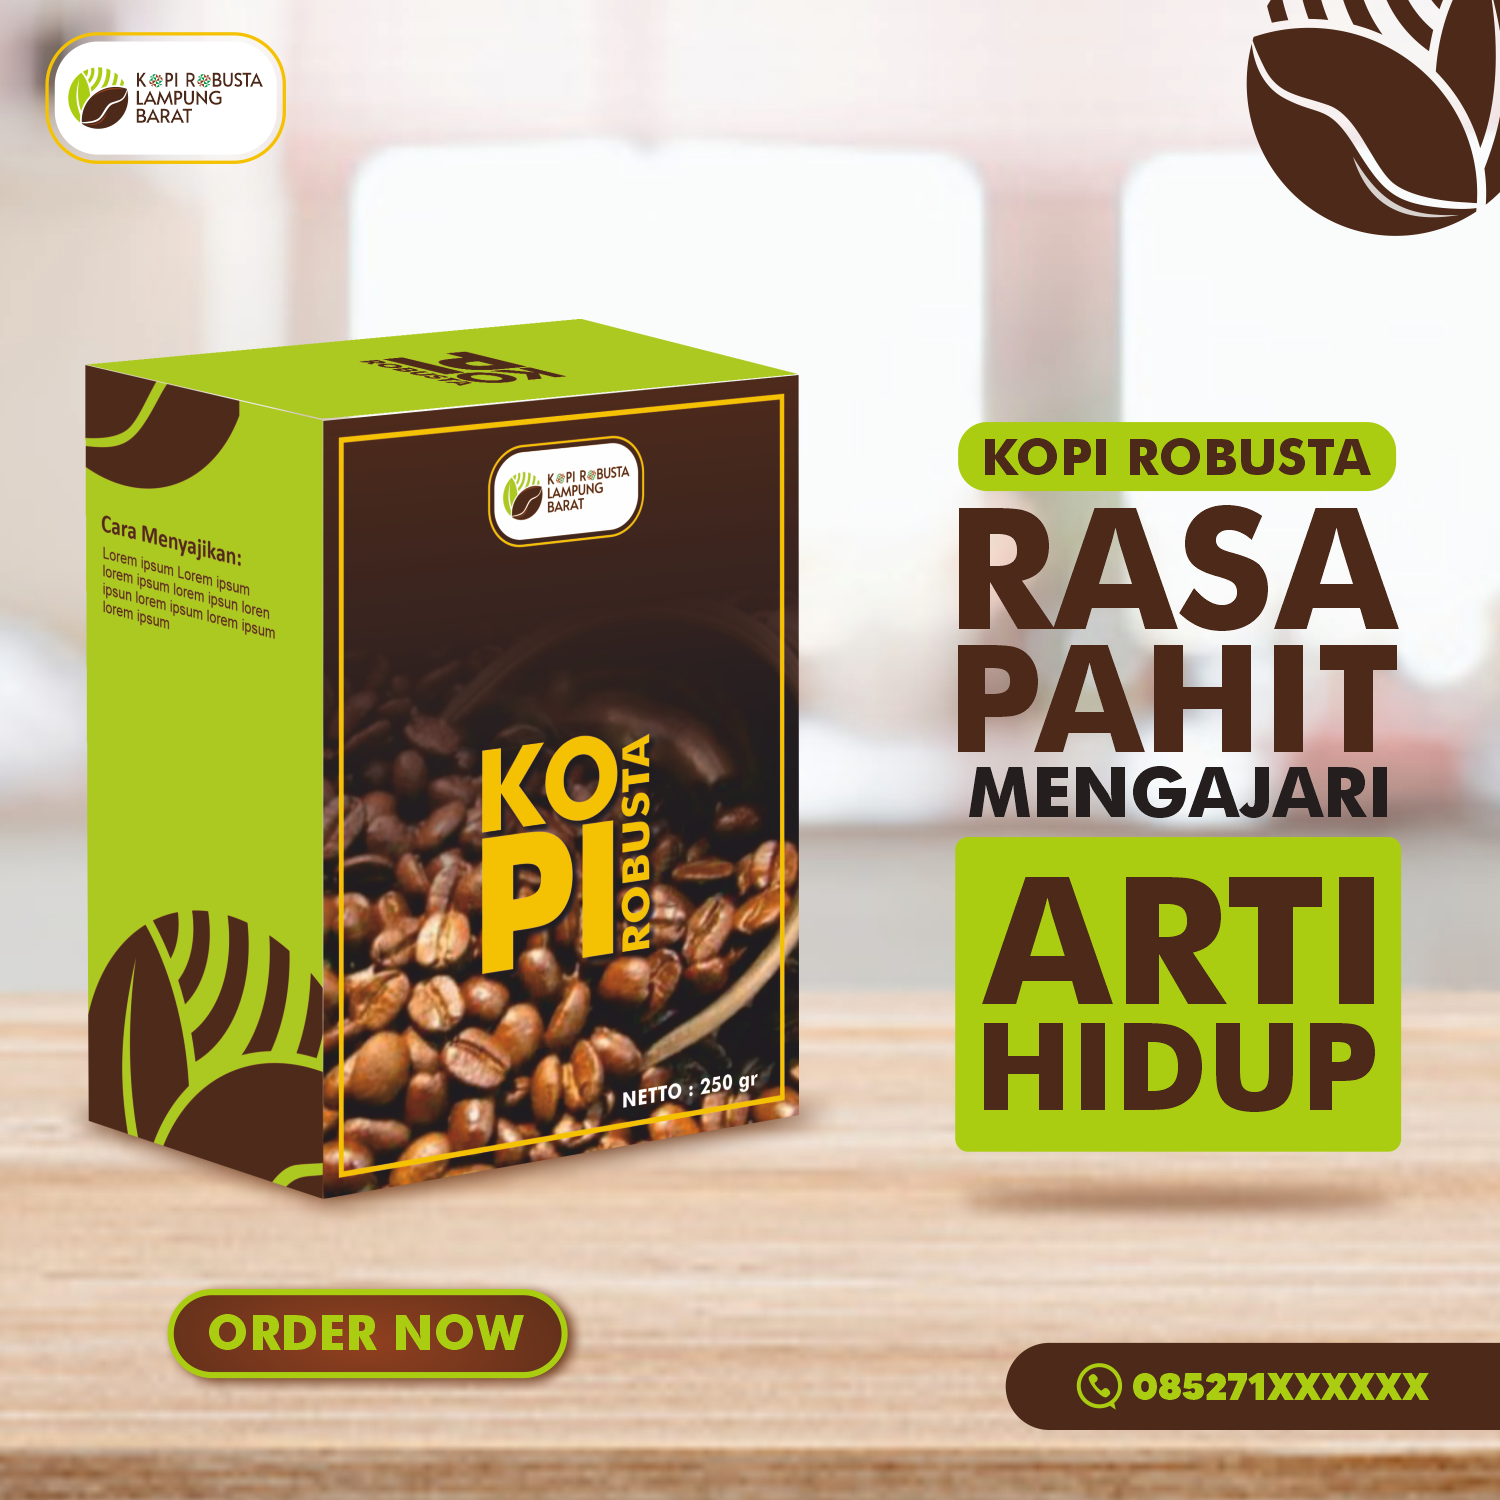 KOPI ROBUSTA
LAMPUNG
BARAT
KOPI
ROBUSTA
Cara Menyajikan:
Lorem ipsum Lorem ipsum
lorem ipsum lorem ipsun loren
ipsun lorem ipsum lorem ipsum
lorem ipsum
KOPI ROBUSTA
LAMPUNG
BARAT
KO
PI
ROBUSTA
NETTO : 250 gr
KOPI ROBUSTA
RASA
PAHIT
MENGAJARI
ARTI
HIDUP
ORDER NOW
085271XXXXXX